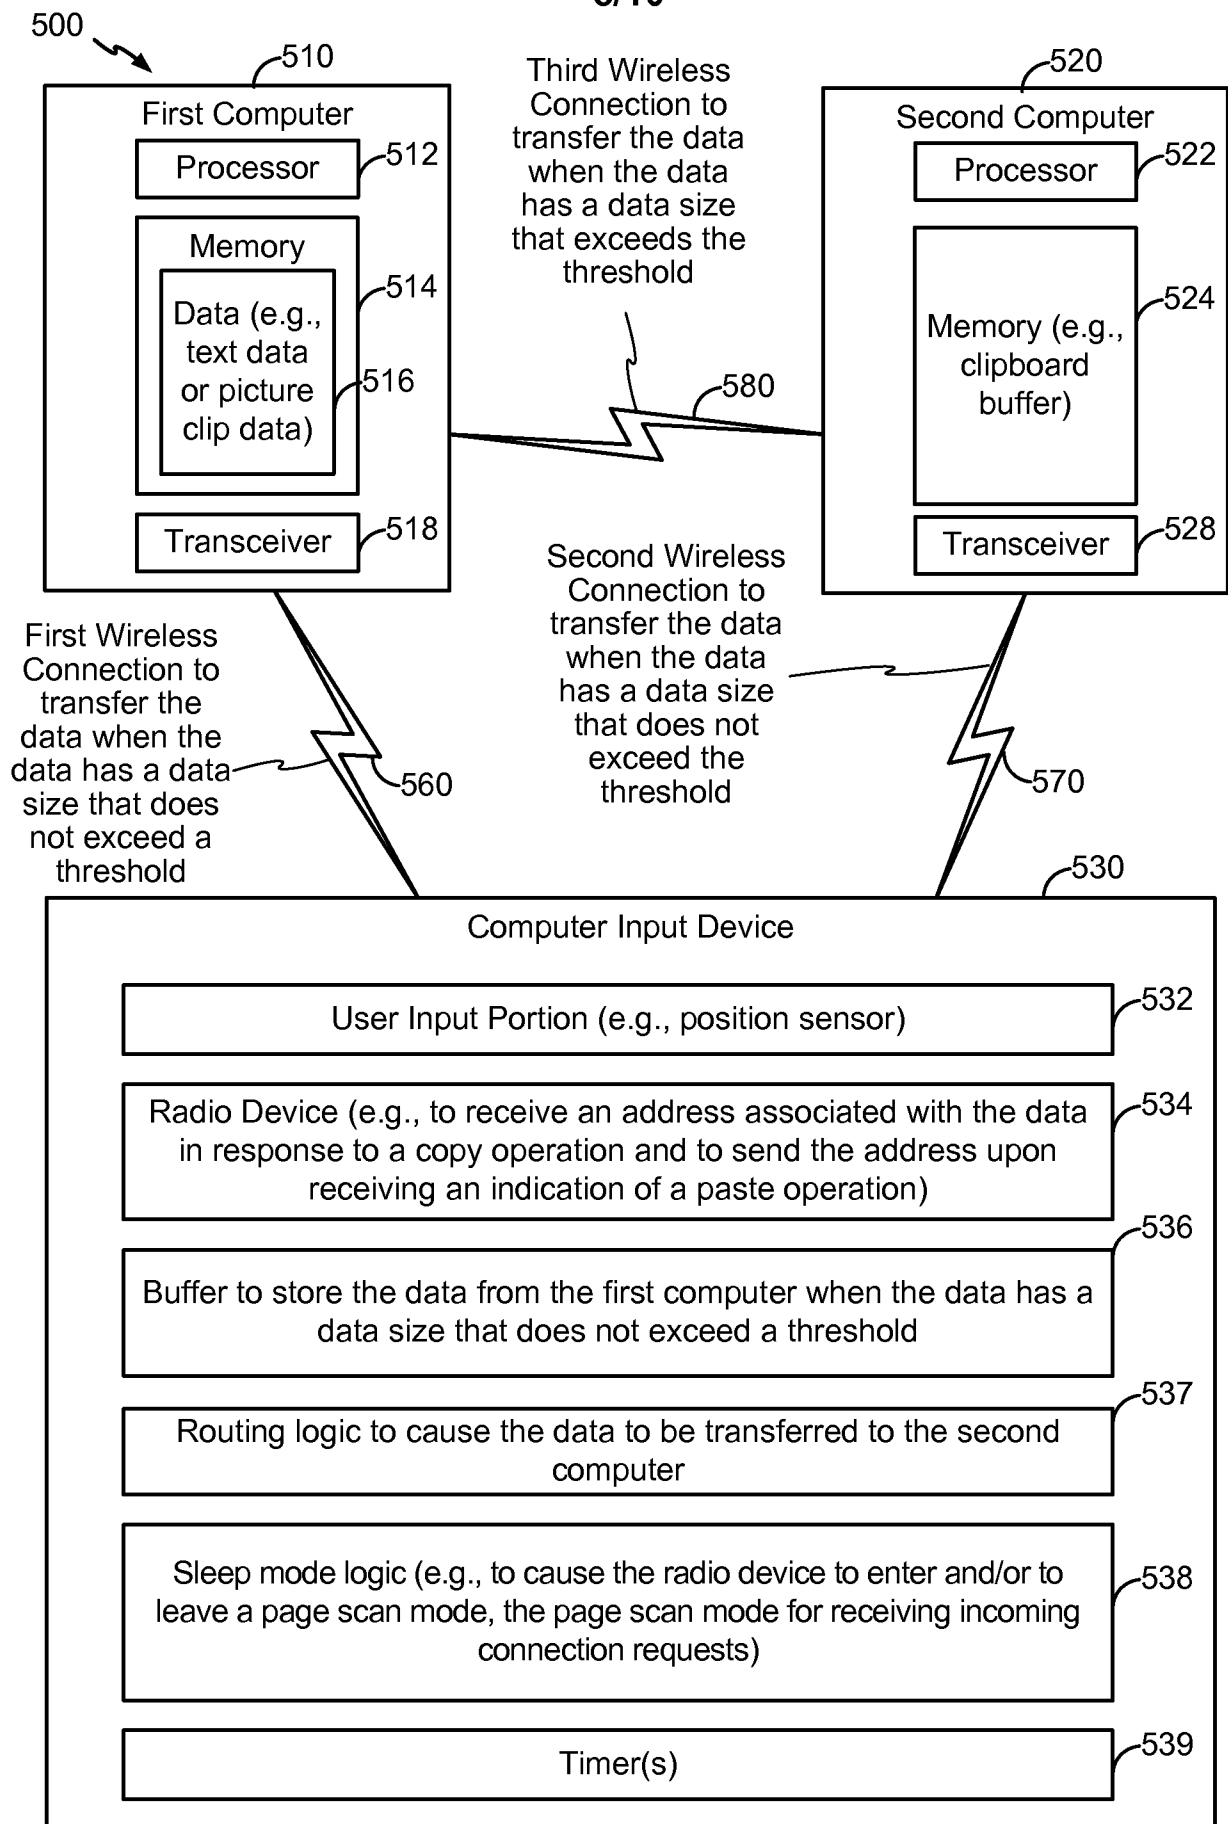 500
510
First Computer
Processor
512
Memory
514
Data (e.g.,
text data
or picture
clip data)
516
Transceiver
518
Third Wireless
Connection to
transfer the data
when the data
has a data size
that exceeds the
threshold
580
520
Second Computer
Processor
522
Memory (e.g.,
clipboard
buffer)
524
Transceiver
528
First Wireless
Connection to
transfer the
data when the
data has a data
size that does
not exceed a
threshold
560
Second Wireless
Connection to
transfer the data
when the data
has a data size
that does not
exceed the
threshold
570
530
Computer Input Device
User Input Portion (e.g., position sensor)
532
Radio Device (e.g., to receive an address associated with the data
in response to a copy operation and to send the address upon
receiving an indication of a paste operation)
534
Buffer to store the data from the first computer when the data has a
data size that does not exceed a threshold
536
Routing logic to cause the data to be transferred to the second
computer
537
Sleep mode logic (e.g., to cause the radio device to enter and/or to
leave a page scan mode, the page scan mode for receiving incoming
connection requests)
538
Timer(s)
539